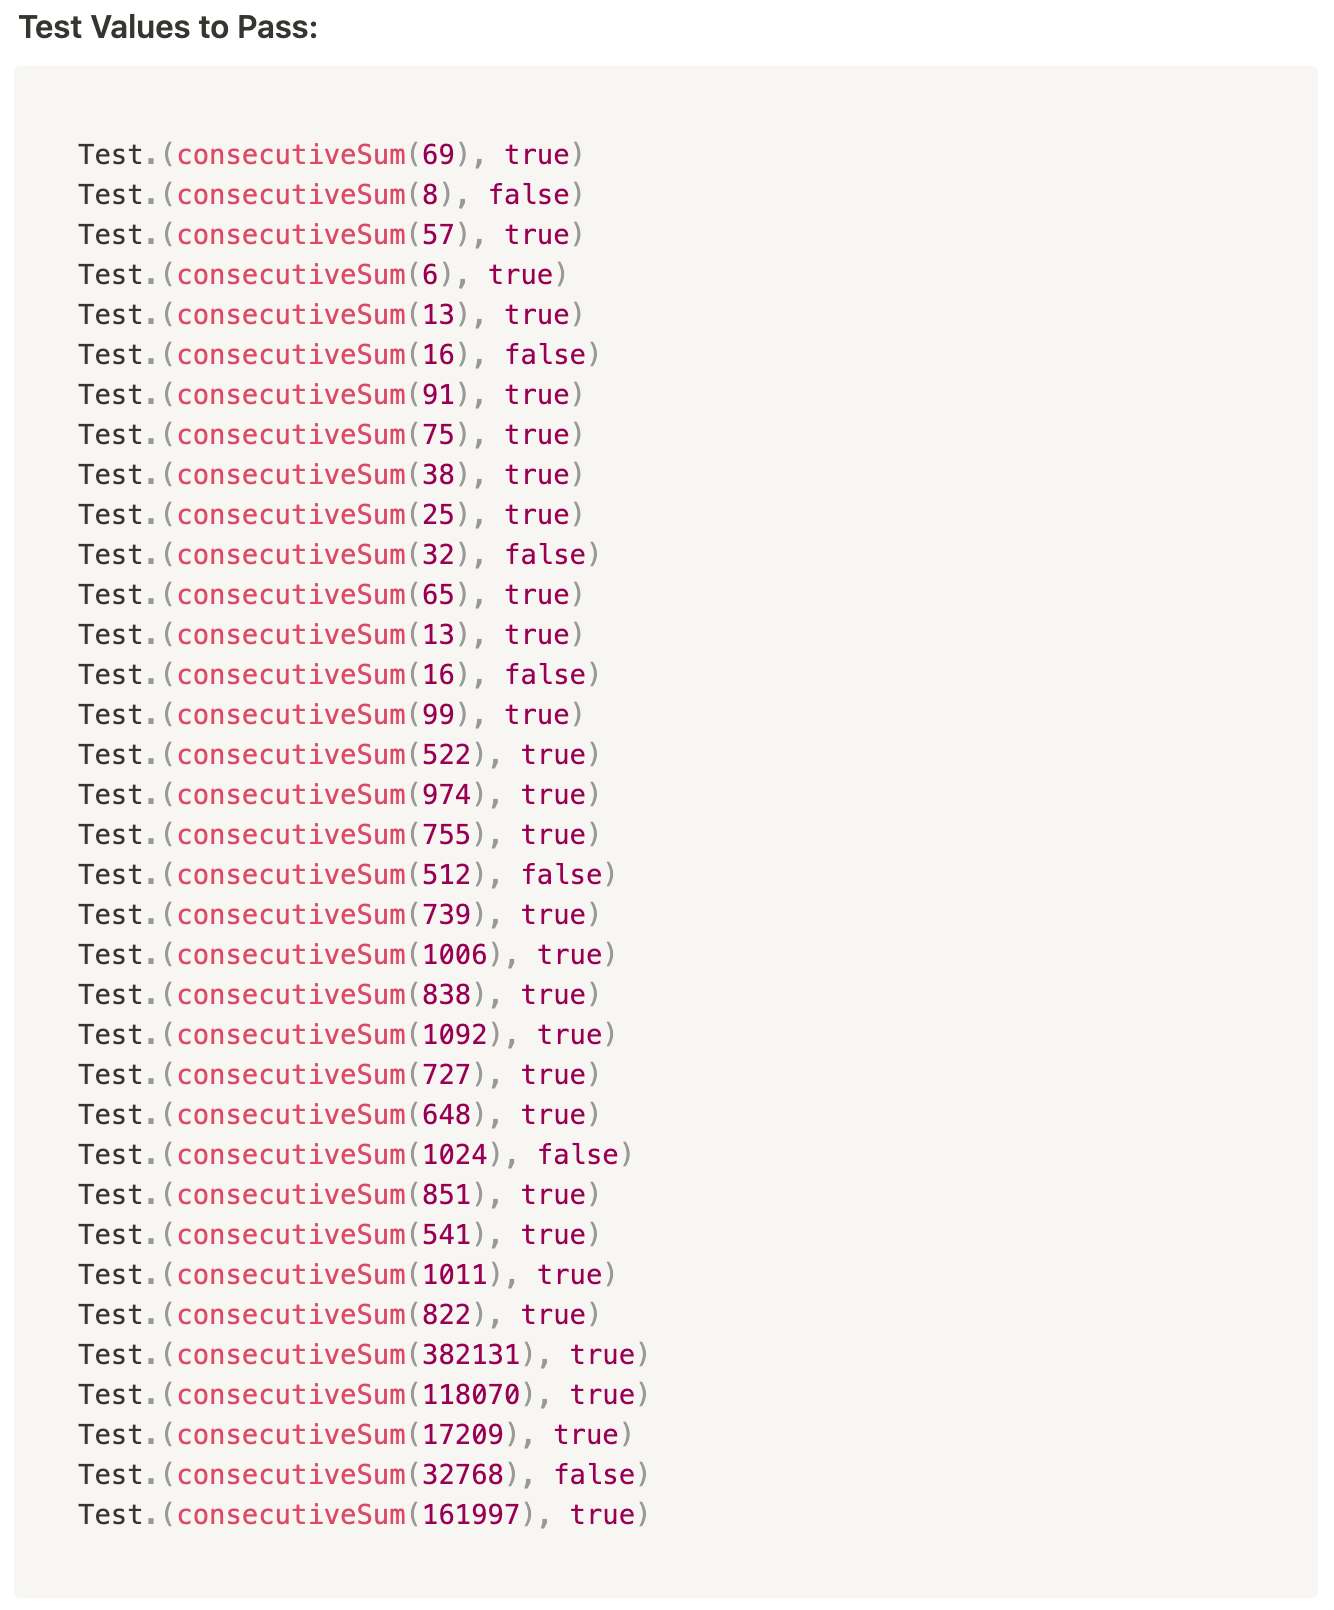 Test Values to Pass:
Test.(consecutiveSum(69), true)
Test.(consecutiveSum(8), false)
Test.(consecutiveSum(57), true)
Test.(consecutiveSum(6), true)
Test.(consecutiveSum(13), true)
Test.(consecutiveSum(16), false)
Test.(consecutiveSum(91), true)
Test.(consecutiveSum(75), true)
Test.(consecutiveSum(38), true)
Test.(consecutiveSum(25), true)
Test.(consecutiveSum(32), false)
Test.(consecutiveSum(65), true)
Test.(consecutiveSum(13), true)
Test.(consecutiveSum(16), false)
Test.(consecutiveSum(99), true)
Test.(consecutiveSum(522), true)
Test.(consecutiveSum(974), true)
Test.(consecutiveSum(755), true)
Test.(consecutiveSum(512), false)
Test.(consecutiveSum(739), true)
Test.(consecutiveSum(1006), true)
Test.(consecutiveSum(838), true)
Test.(consecutiveSum(1092), true)
Test.(consecutiveSum(727), true)
Test.(consecutiveSum(648), true)
Test.(consecutiveSum(1024), false)
Test.(consecutiveSum(851), true)
Test.(consecutiveSum(541), true)
Test.(consecutiveSum(1011), true)
Test.(consecutiveSum(822), true)
Test.(consecutiveSum(382131), true)
Test.(consecutiveSum(118070), true)
Test.(consecutiveSum(17209), true)
Test.(consecutiveSum(32768), false)
Test.(consecutiveSum(161997), true)